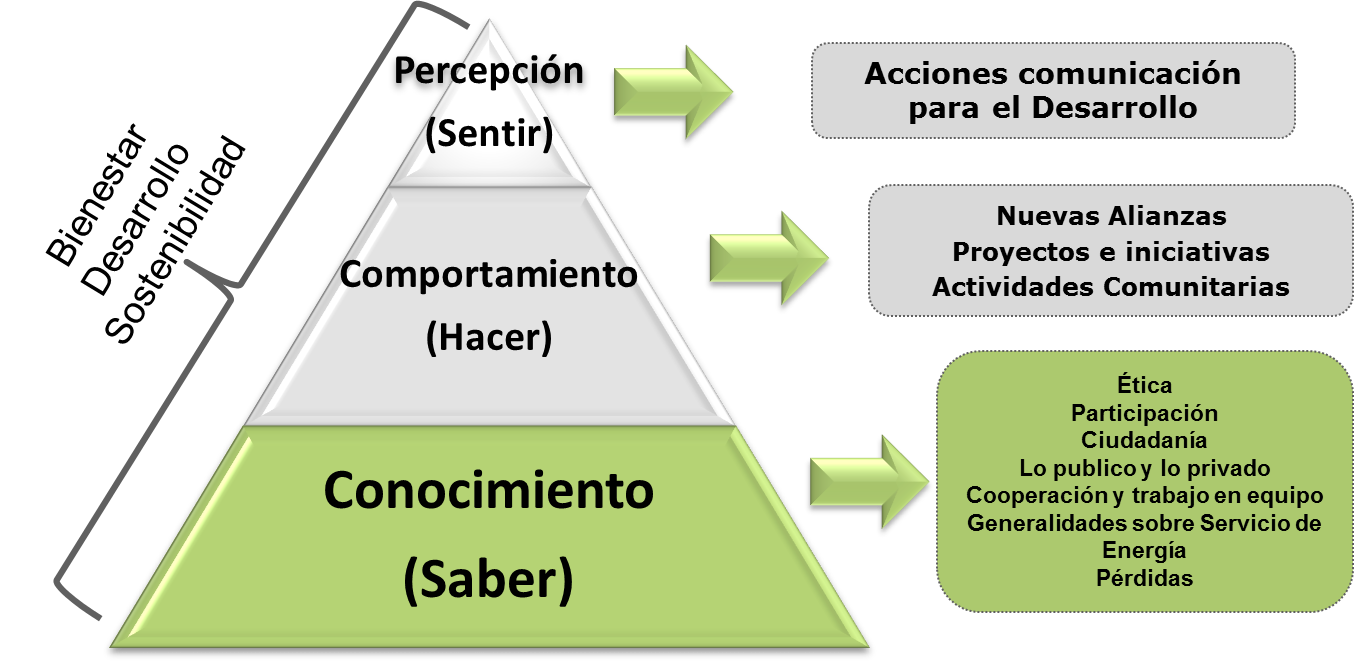 Bienestar
Desarrollo
Sostenibilidad
Percepción
(Sentir)
Acciones comunicación
para el Desarrollo
Comportamiento
(Hacer)
Nuevas Alianzas
Proyectos e iniciativas
Actividades Comunitarias
Conocimiento
(Saber)
Ética
Participación
Ciudadanía
Lo publico y lo privado
Cooperación y trabajo en equipo
Generalidades sobre Servicio de
Energía
Pérdidas